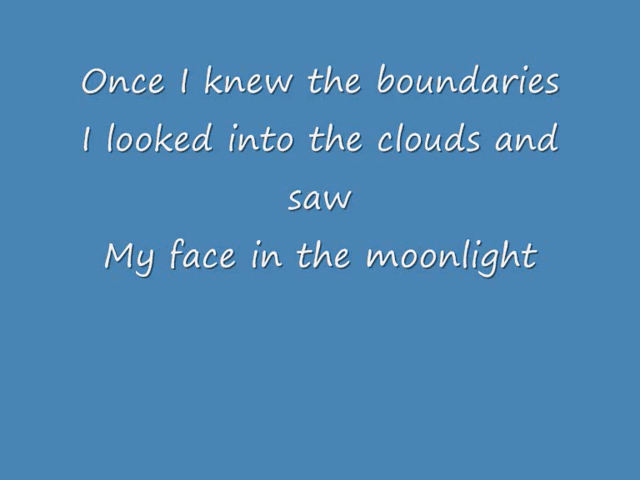 Once I knew the boundaries
I looked into the clouds and
saw
My face in the moonlight